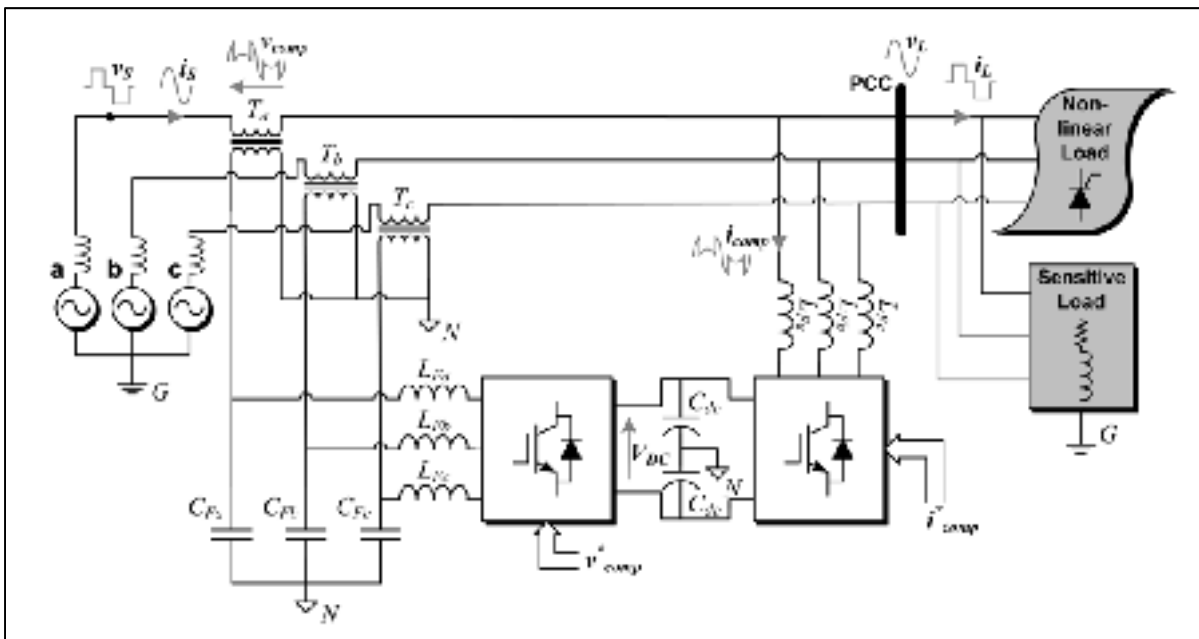 v_comp
v_S
i_S
T_a
v_L
i_L
PCC
Non-
linear
Load
T_b
T_c
i_comp
a
b
c
Sensitive
Load
N
G
G
L_Fa
L_Fb
L_Fc
C_dc
V_DC
N
C_dc
C_Fa
C_Fb
C_Fc
v*_comp
i*_comp
N